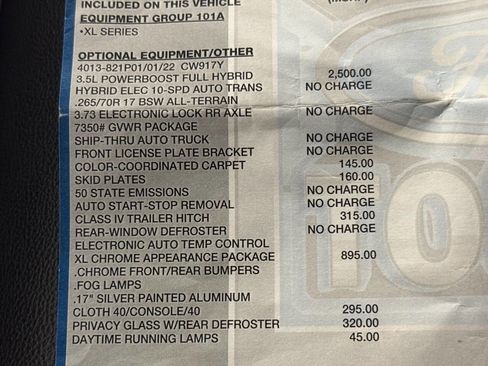 INCLUDED ON THIS VEHICLE (MSRP)
EQUIPMENT GROUP 101A
•XL SERIES
OPTIONAL EQUIPMENT/OTHER
4013-821P01/01/22 CW917Y
3.5L POWERBOOST FULL HYBRID 2,500.00
HYBRID ELEC 10-SPD AUTO TRANS NO CHARGE
.265/70R 17 BSW ALL-TERRAIN
3.73 ELECTRONIC LOCK RR AXLE NO CHARGE
7350# GVWR PACKAGE
SHIP-THRU AUTO TRUCK NO CHARGE
FRONT LICENSE PLATE BRACKET NO CHARGE
COLOR-COORDINATED CARPET 145.00
SKID PLATES 160.00
50 STATE EMISSIONS NO CHARGE
AUTO START-STOP REMOVAL NO CHARGE
CLASS IV TRAILER HITCH 315.00
REAR-WINDOW DEFROSTER NO CHARGE
ELECTRONIC AUTO TEMP CONTROL
XL CHROME APPEARANCE PACKAGE 895.00
.CHROME FRONT/REAR BUMPERS
.FOG LAMPS
.17" SILVER PAINTED ALUMINUM
CLOTH 40/CONSOLE/40 295.00
PRIVACY GLASS W/REAR DEFROSTER 320.00
DAYTIME RUNNING LAMPS 45.00